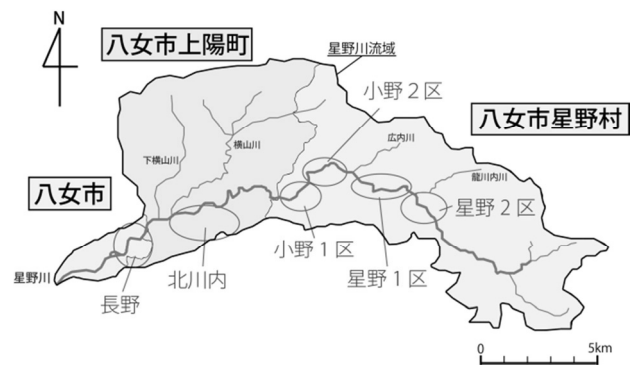 N
八女市上陽町
星野川流域
小野２区
八女市星野村
広内川
横山川
下横山川
龍川内川
八女市
星野２区
小野１区
星野１区
北川内
星野川
長野
0
5km